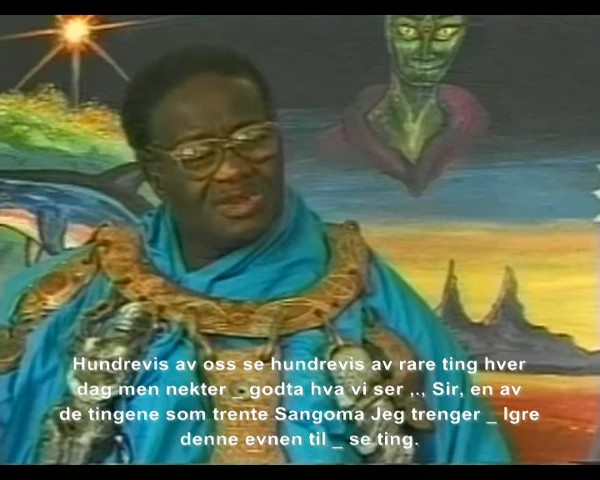 Hundrevis av oss se hundrevis av rare ting hver
dag men nekter _ godta hva vi ser ,., Sir, en av
de tingene som trente Sangoma Jeg trenger _ lgre
denne evnen til _ se ting.